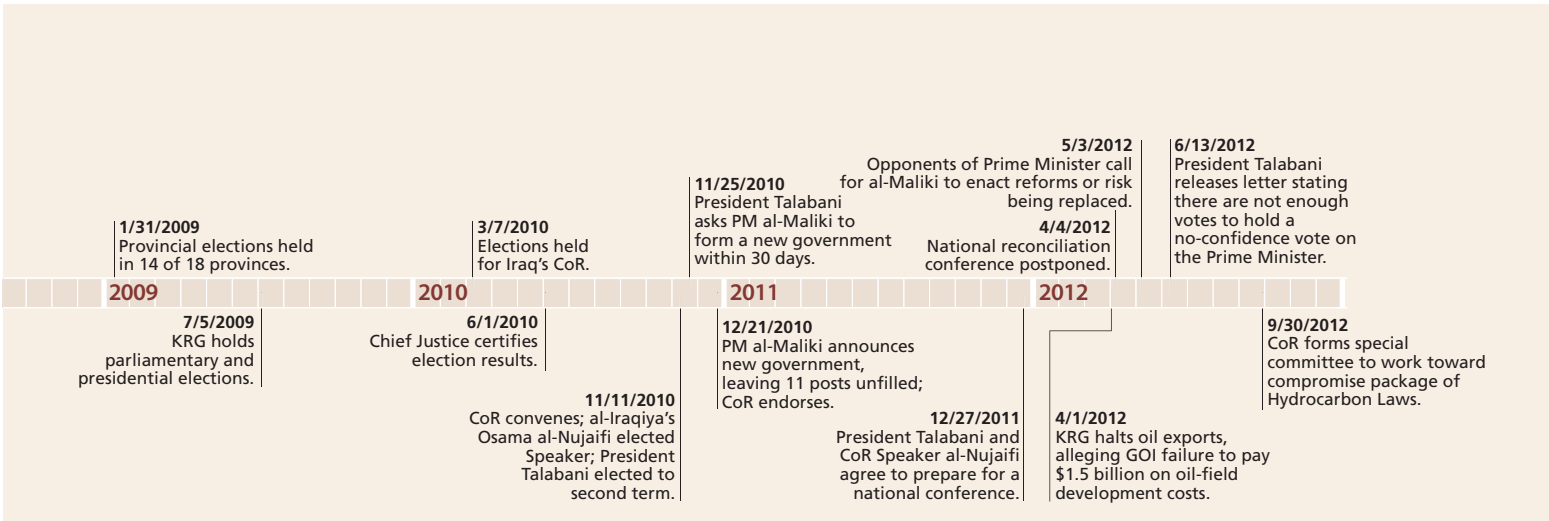 5/3/2012
Opponents of Prime Minister call
for al-Maliki to enact reforms or risk
being replaced.
6/13/2012
President Talabani
releases letter stating
there are not enough
votes to hold a
no-confidence vote on
the Prime Minister.
11/25/2010
President Talabani
asks PM al-Maliki to
form a new government
within 30 days.
1/31/2009
Provincial elections held
in 14 of 18 provinces.
3/7/2010
Elections held
for Iraq’s CoR.
4/4/2012
National reconciliation
conference postponed.
2009
2010
2011
2012
7/5/2009
KRG holds
parliamentary and
presidential elections.
6/1/2010
Chief Justice certifies
election results.
11/11/2010
CoR convenes; al-Iraqiya’s
Osama al-Nujaifi elected
Speaker; President
Talabani elected to
second term.
12/21/2010
PM al-Maliki announces
new government,
leaving 11 posts unfilled;
CoR endorses.
12/27/2011
President Talabani and
CoR Speaker al-Nujaifi
agree to prepare for a
national conference.
4/1/2012
KRG halts oil exports,
alleging GOI failure to pay
$1.5 billion on oil-field
development costs.
9/30/2012
CoR forms special
committee to work toward
compromise package of
Hydrocarbon Laws.